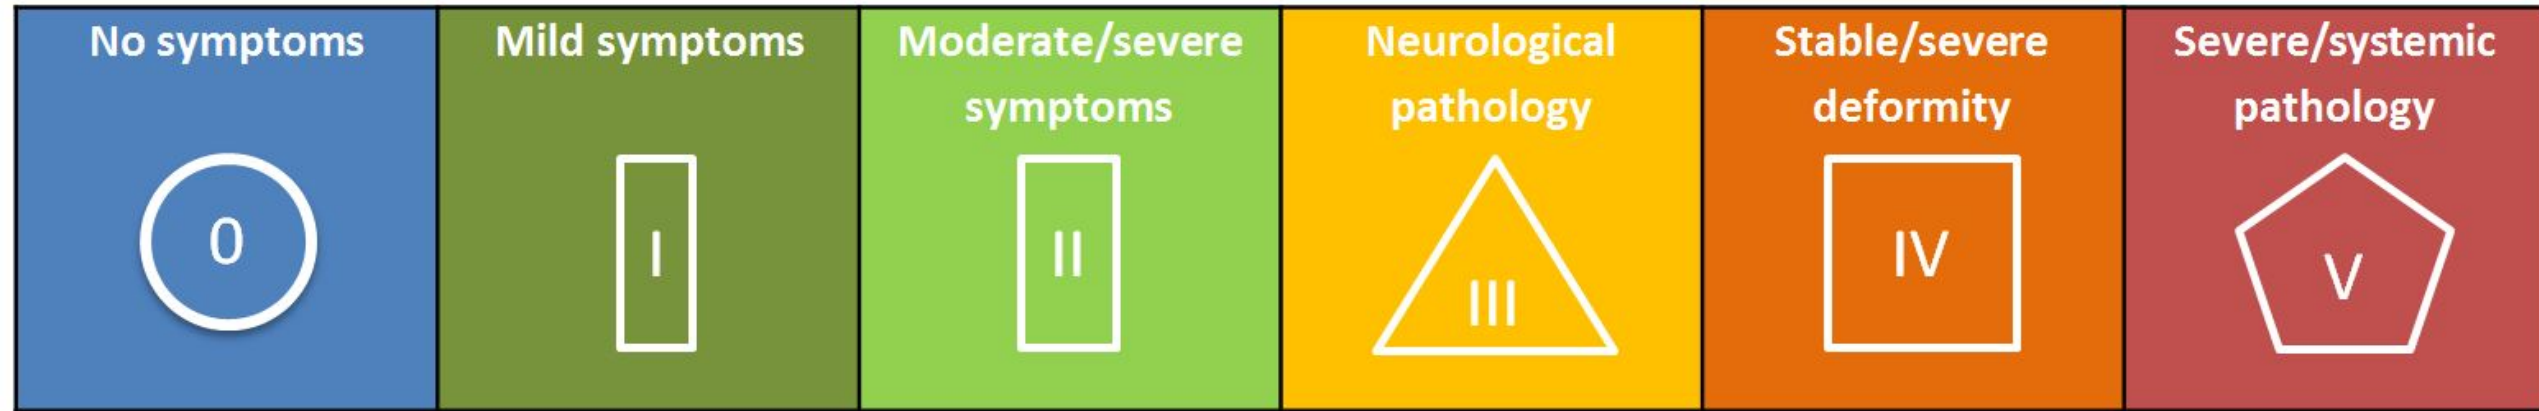 No symptoms
0
Mild symptoms
I
Moderate/severe
symptoms
II
Neurological
pathology
III
Stable/severe
deformity
IV
Severe/systemic
pathology
V